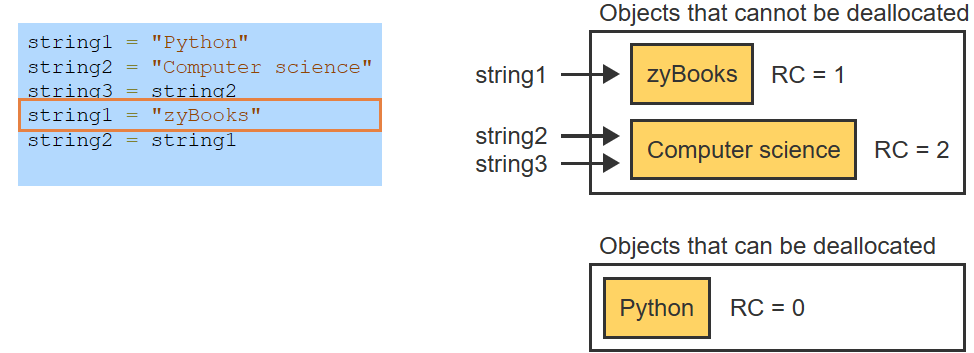 string1 = "Python"
string2 = "Computer science"
string3 = string2
string1 = "zyBooks"
string2 = string1
Objects that cannot be deallocated
string1
zyBooks
RC = 1
string2
string3
Computer science
RC = 2
Objects that can be deallocated
Python
RC = 0